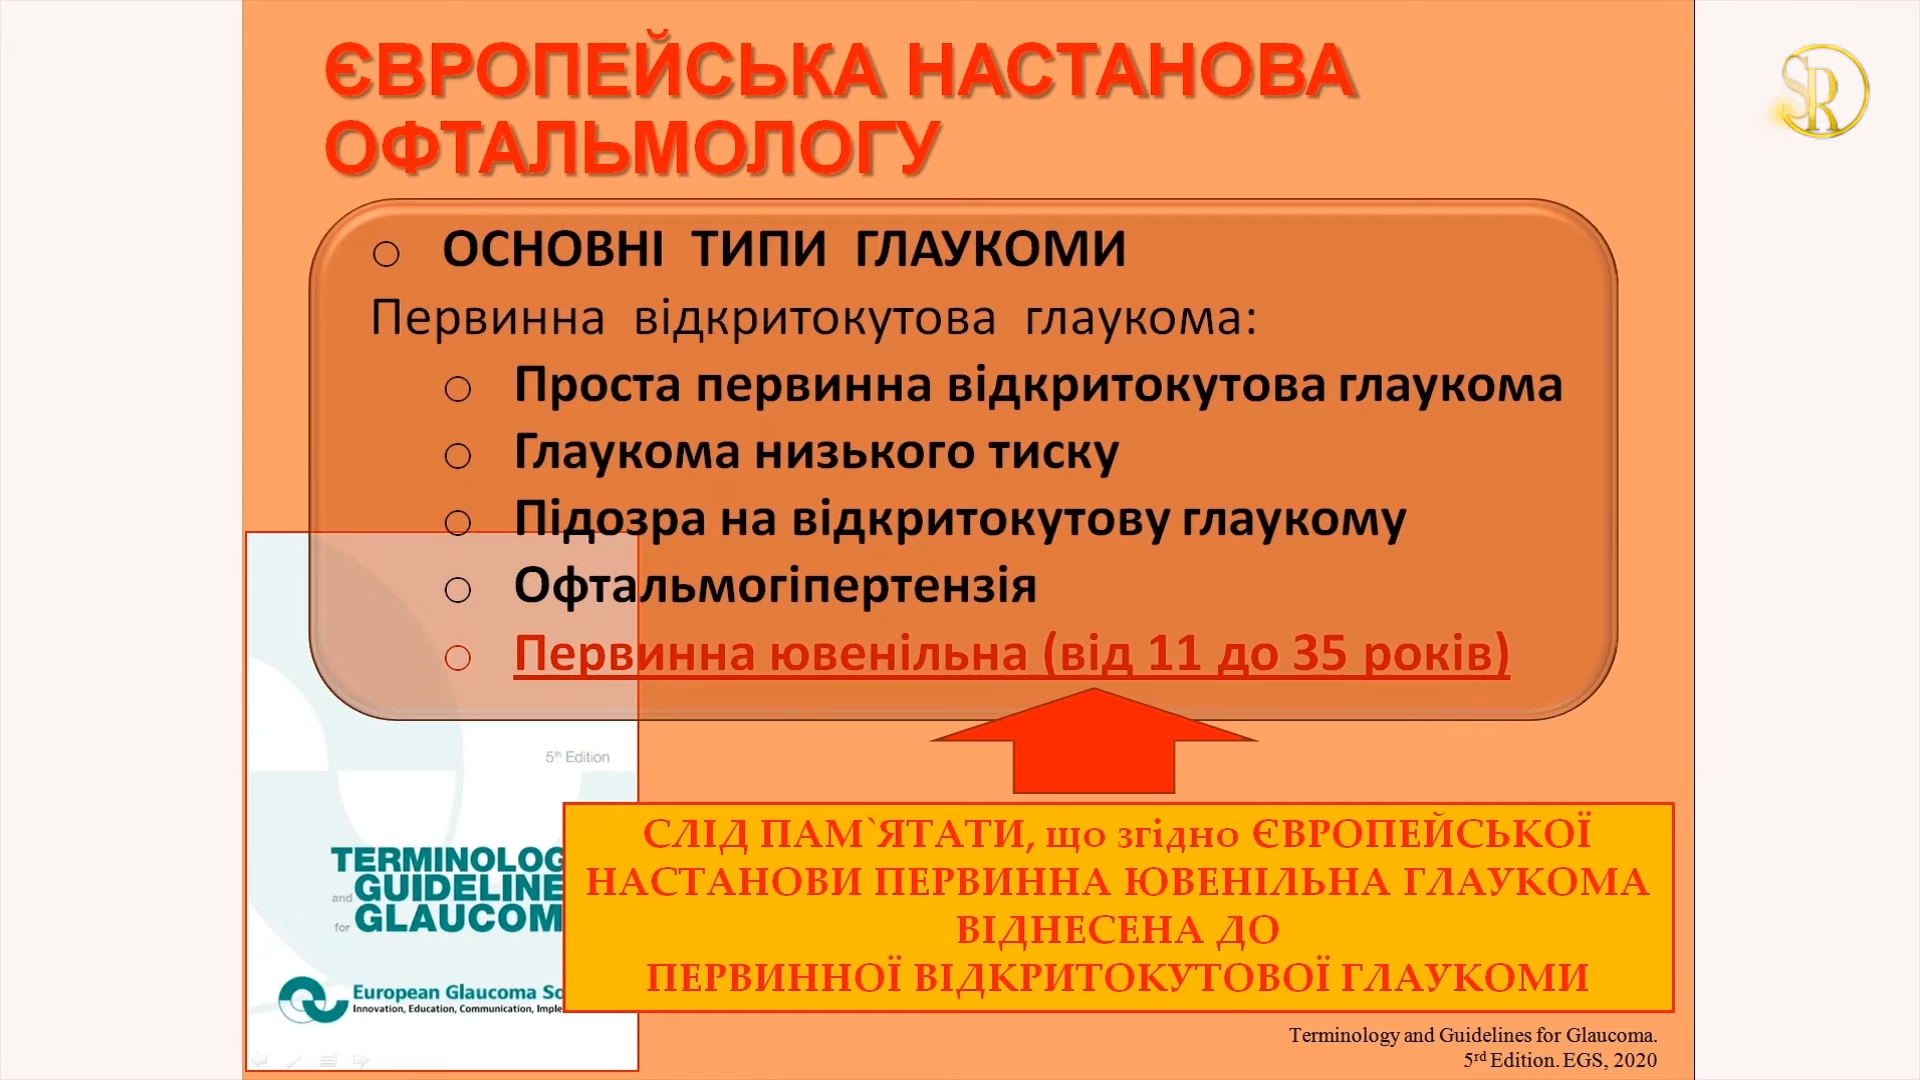 ЄВРОПЕЙСЬКА НАСТАНОВА
ОФТАЛЬМОЛОГУ
SR
ОСНОВНІ ТИПИ ГЛАУКОМИ
Первинна відкритокутова глаукома:
Проста первинна відкритокутова глаукома
Глаукома низького тиску
Підозра на відкритокутову глаукому
Офтальмогіпертензія
Первинна ювенільна (від 11 до 35 років)
5th Edition
TERMINOLOG
and GUIDELINE
for GLAUCOM
European Glaucoma So
Innovation, Education, Communication, Imple
СЛІД ПАМ`ЯТАТИ, що згідно ЄВРОПЕЙСЬКОЇ
НАСТАНОВИ ПЕРВИННА ЮВЕНІЛЬНА ГЛАУКОМА
ВІДНЕСЕНА ДО
ПЕРВИННОЇ ВІДКРИТОКУТОВОЇ ГЛАУКОМИ
Terminology and Guidelines for Glaucoma.
5rd Edition. EGS, 2020